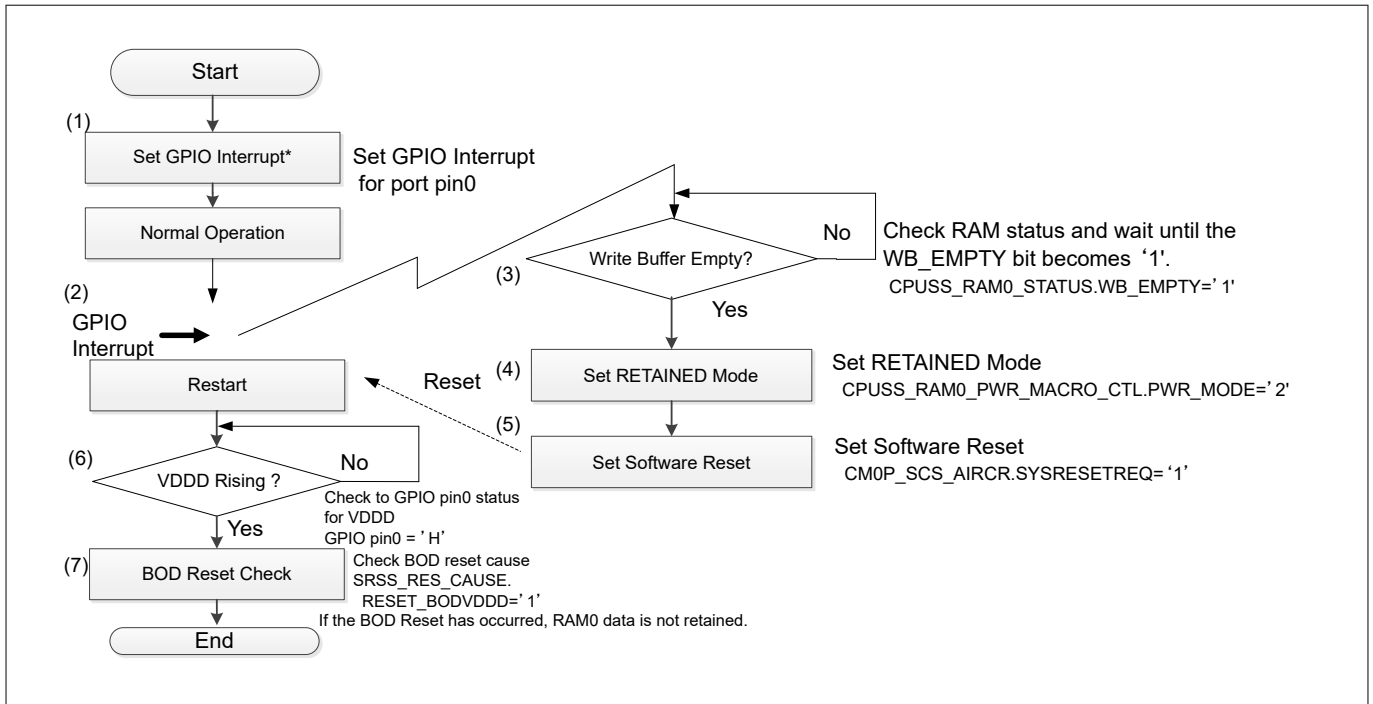 Start
(1)
Set GPIO Interrupt*
Set GPIO Interrupt
for port pin0
Normal Operation
(2)
GPIO
Interrupt
(3)
Write Buffer Empty?
No
Yes
Check RAM status and wait until the
WB_EMPTY bit becomes ‘1'.
CPUSS_RAM0_STATUS.WB_EMPTY=’1'
(4)
Set RETAINED Mode
Set RETAINED Mode
CPUSS_RAM0_PWR_MACRO_CTL.PWR_MODE=’2'
(5)
Set Software Reset
Set Software Reset
CM0P_SCS_AIRCR.SYSRESETREQ=‘1’
Reset
Restart
(6)
VDDD Rising ?
No
Yes
Check to GPIO pin0 status
for VDDD
GPIO pin0 = ’H’
(7)
BOD Reset Check
Check BOD reset cause
SRSS_RES_CAUSE.
RESET_BODVDDD=’1’
If the BOD Reset has occurred, RAM0 data is not retained.
End